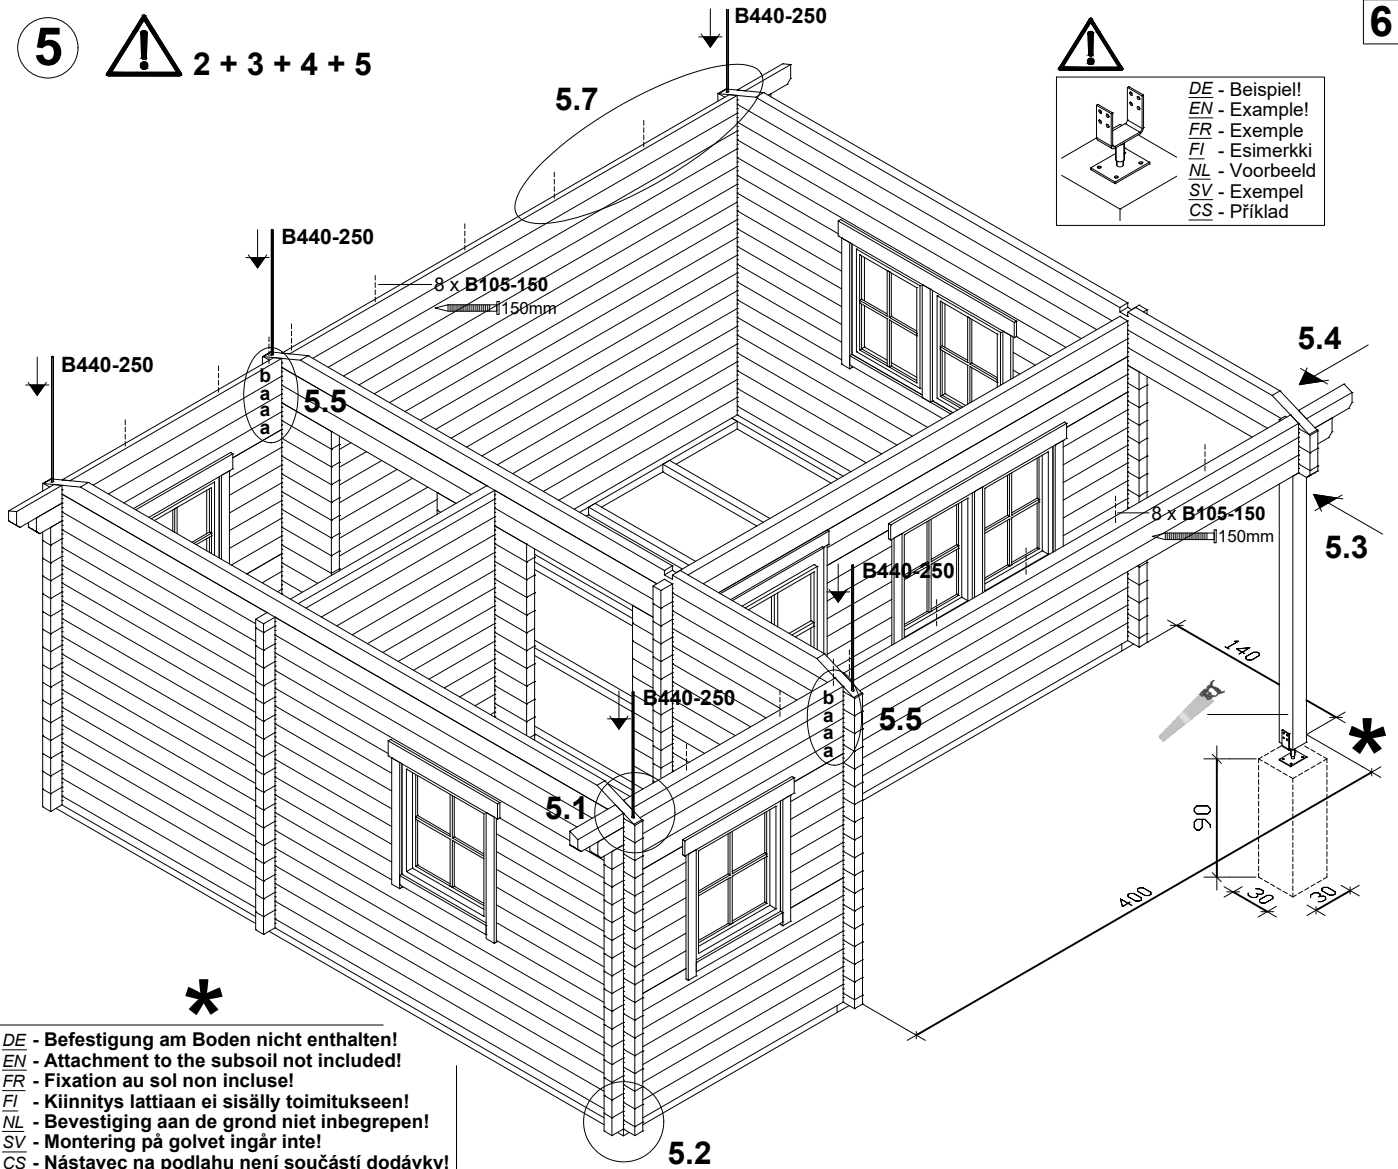 5
2 + 3 + 4 + 5
B440-250
6
5.7
DE - Beispiel!
EN - Example!
FR - Exemple
FI - Esimerkki
NL - Voorbeeld
SV - Exempel
CS - Příklad
B440-250
8 x B105-150
150mm
B440-250
5.4
b
a
a
a
5.5
8 x B105-150
150mm
5.3
B440-250
140
B440-250
b
a
a
a
5.5
5.1
*
90
400
30
30
*
DE - Befestigung am Boden nicht enthalten!
EN - Attachment to the subsoil not included!
FR - Fixation au sol non incluse!
FI - Kiinnitys lattiaan ei sisälly toimitukseen!
NL - Bevestiging aan de grond niet inbegrepen!
SV - Montering på golvet ingår inte!
CS - Nástavec na podlahu není součástí dodávky!
5.2